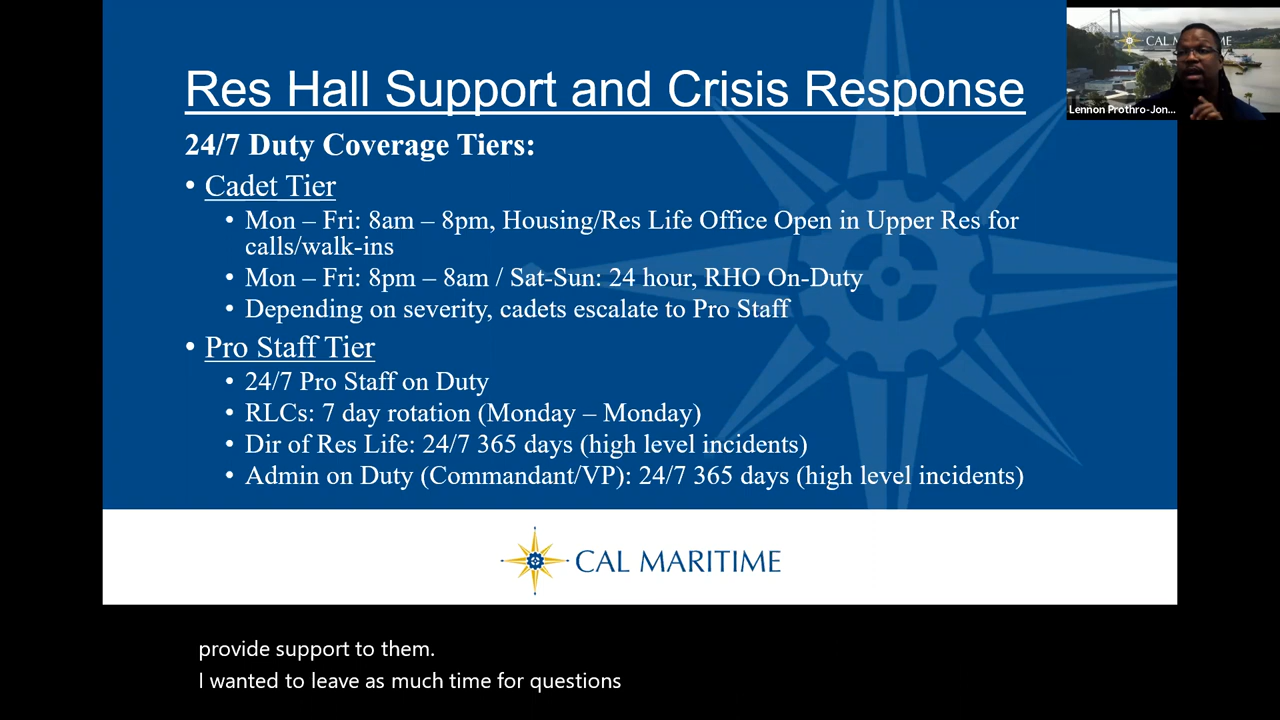 Res Hall Support and Crisis Response
24/7 Duty Coverage Tiers:
• Cadet Tier
• Mon – Fri: 8am – 8pm, Housing/Res Life Office Open in Upper Res for
calls/walk-ins
• Mon – Fri: 8pm – 8am / Sat-Sun: 24 hour, RHO On-Duty
• Depending on severity, cadets escalate to Pro Staff
• Pro Staff Tier
• 24/7 Pro Staff on Duty
• RLCs: 7 day rotation (Monday – Monday)
• Dir of Res Life: 24/7 365 days (high level incidents)
• Admin on Duty (Commandant/VP): 24/7 365 days (high level incidents)
CAL MARITIME
Lennon Prothro-Jon...
provide support to them.
I wanted to leave as much time for questions